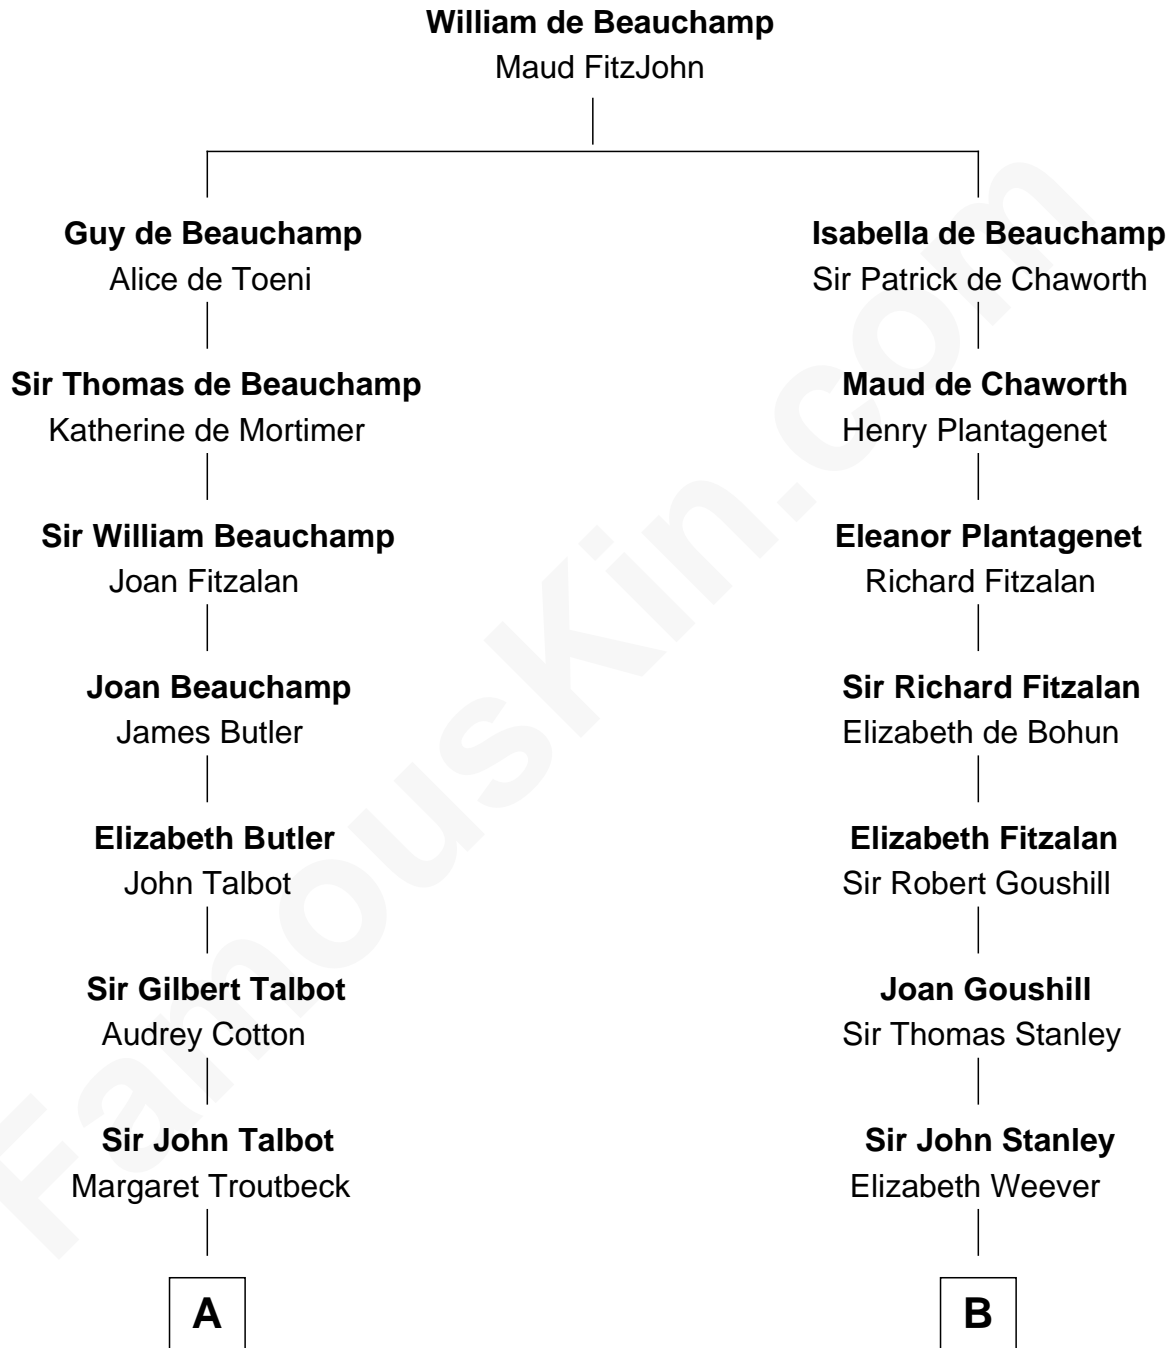 William de Beauchamp
Maud FitzJohn
Guy de Beauchamp
Alice de Toeni
Isabella de Beauchamp
Sir Patrick de Chaworth
Sir Thomas de Beauchamp
Katherine de Mortimer
Maud de Chaworth
Henry Plantagenet
Sir William Beauchamp
Joan Fitzalan
Eleanor Plantagenet
Richard Fitzalan
Joan Beauchamp
James Butler
Sir Richard Fitzalan
Elizabeth de Bohun
Elizabeth Butler
John Talbot
Elizabeth Fitzalan
Sir Robert Goushill
Sir Gilbert Talbot
Audrey Cotton
Joan Goushill
Sir Thomas Stanley
Sir John Talbot
Margaret Troutbeck
Sir John Stanley
Elizabeth Weever
A
B
FamousKin.com